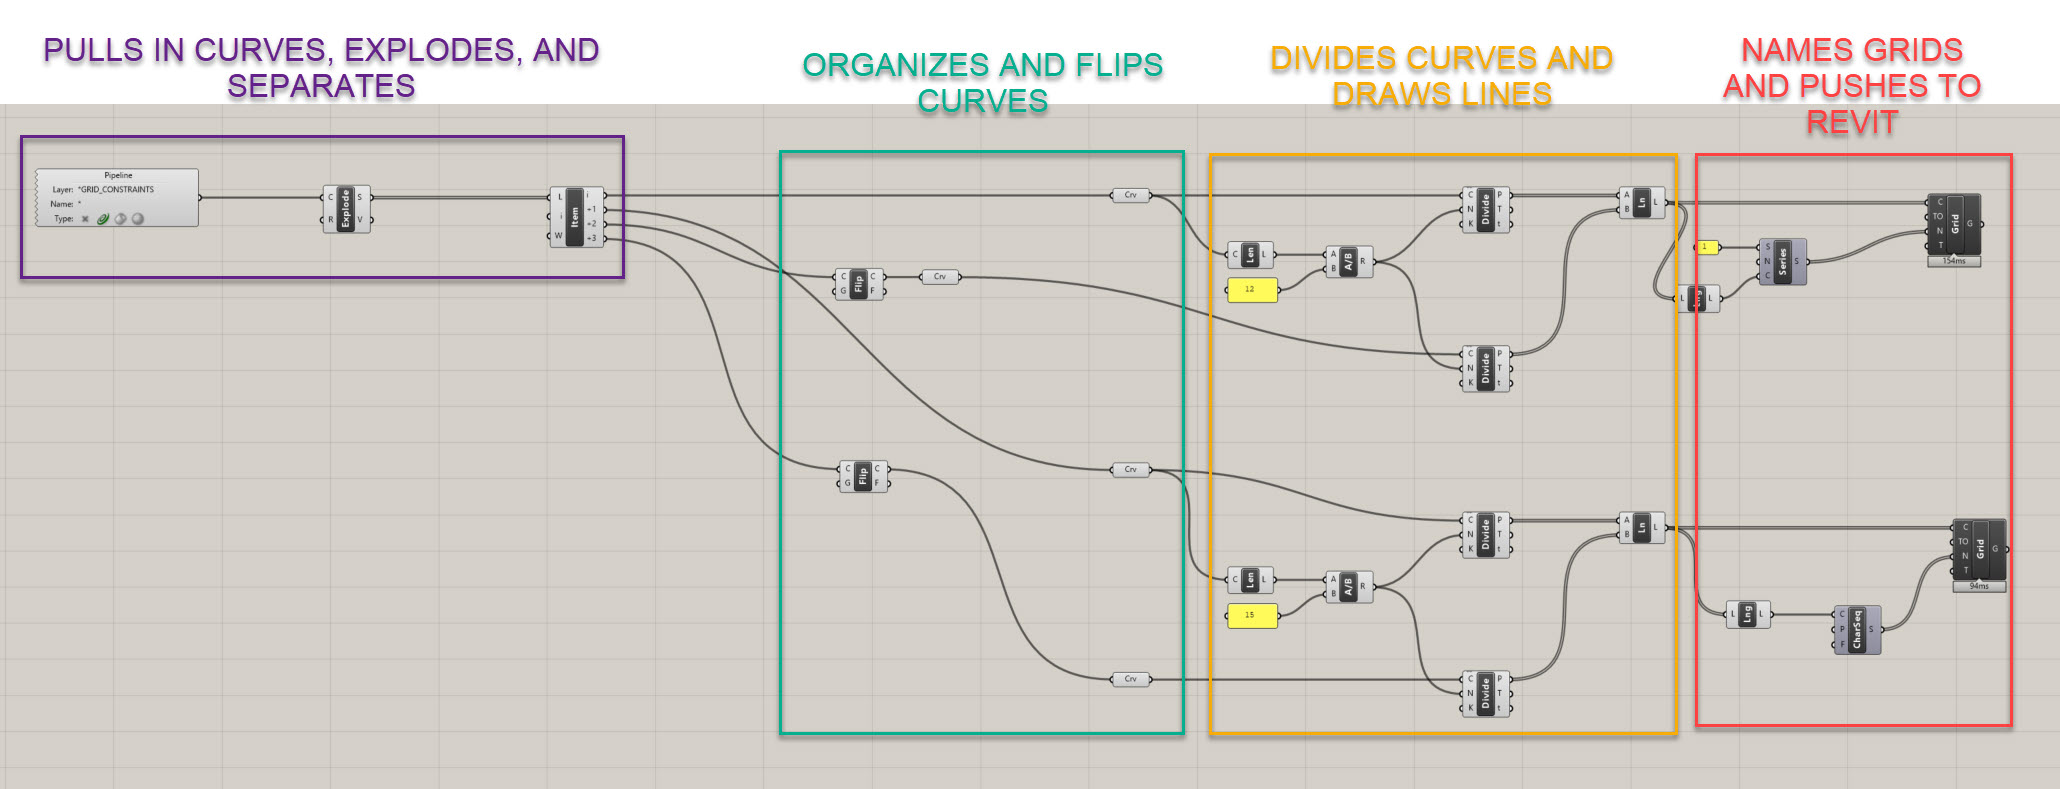 PULLS IN CURVES, EXPLODES, AND
SEPARATES
ORGANIZES AND FLIPS
CURVES
DIVIDES CURVES AND
DRAWS LINES
NAMES GRIDS
AND PUSHES TO
REVIT
Pipeline
Layer: *GRID_CONSTRAINTS
Name: *
Type:
C
R
Explode
S
V
L
i
W
Item
i
+1
+2
+3
C
G
Flip
C
F
Crv
Crv
C
G
Flip
C
F
Crv
Crv
C
Len
L
12
A
B
A/B
R
C
N
K
Divide
P
T
t
C
N
K
Divide
P
T
t
A
B
Ln
L
C
Len
L
15
A
B
A/B
R
C
N
K
Divide
P
T
t
C
N
K
Divide
P
T
t
A
B
Ln
L
1
L
L
S
N
C
Series
S
C
TO
N
T
Grid
G
154ms
L
Lng
L
C
P
F
CharSeq
S
C
TO
N
T
Grid
G
94ms